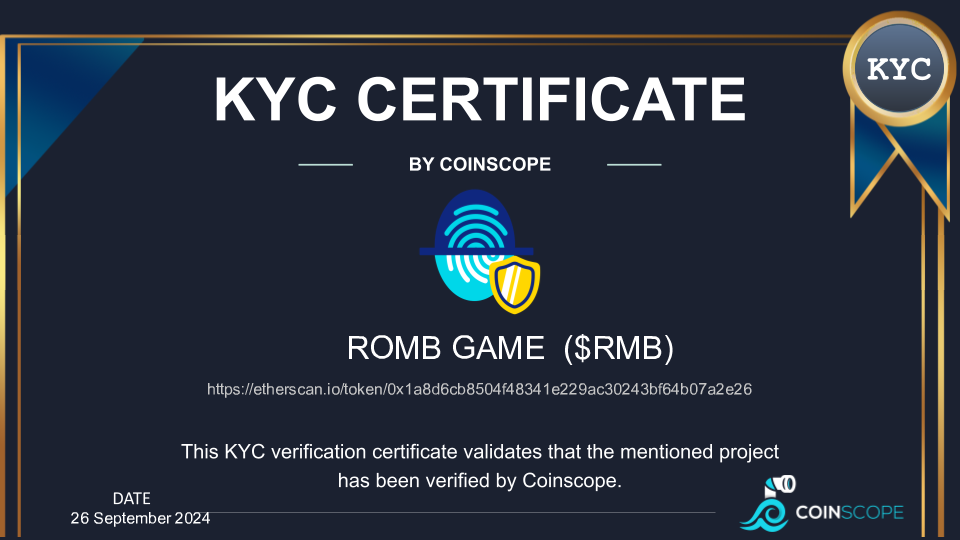 KYC
KYC CERTIFICATE
BY COINSCOPE
ROMB GAME ($RMB)
https://etherscan.io/token/0x1a8d6cb8504f48341e229ac30243bf64b07a2e26
This KYC verification certificate validates that the mentioned project
has been verified by Coinscope.
DATE
26 September 2024
COINSCOPE